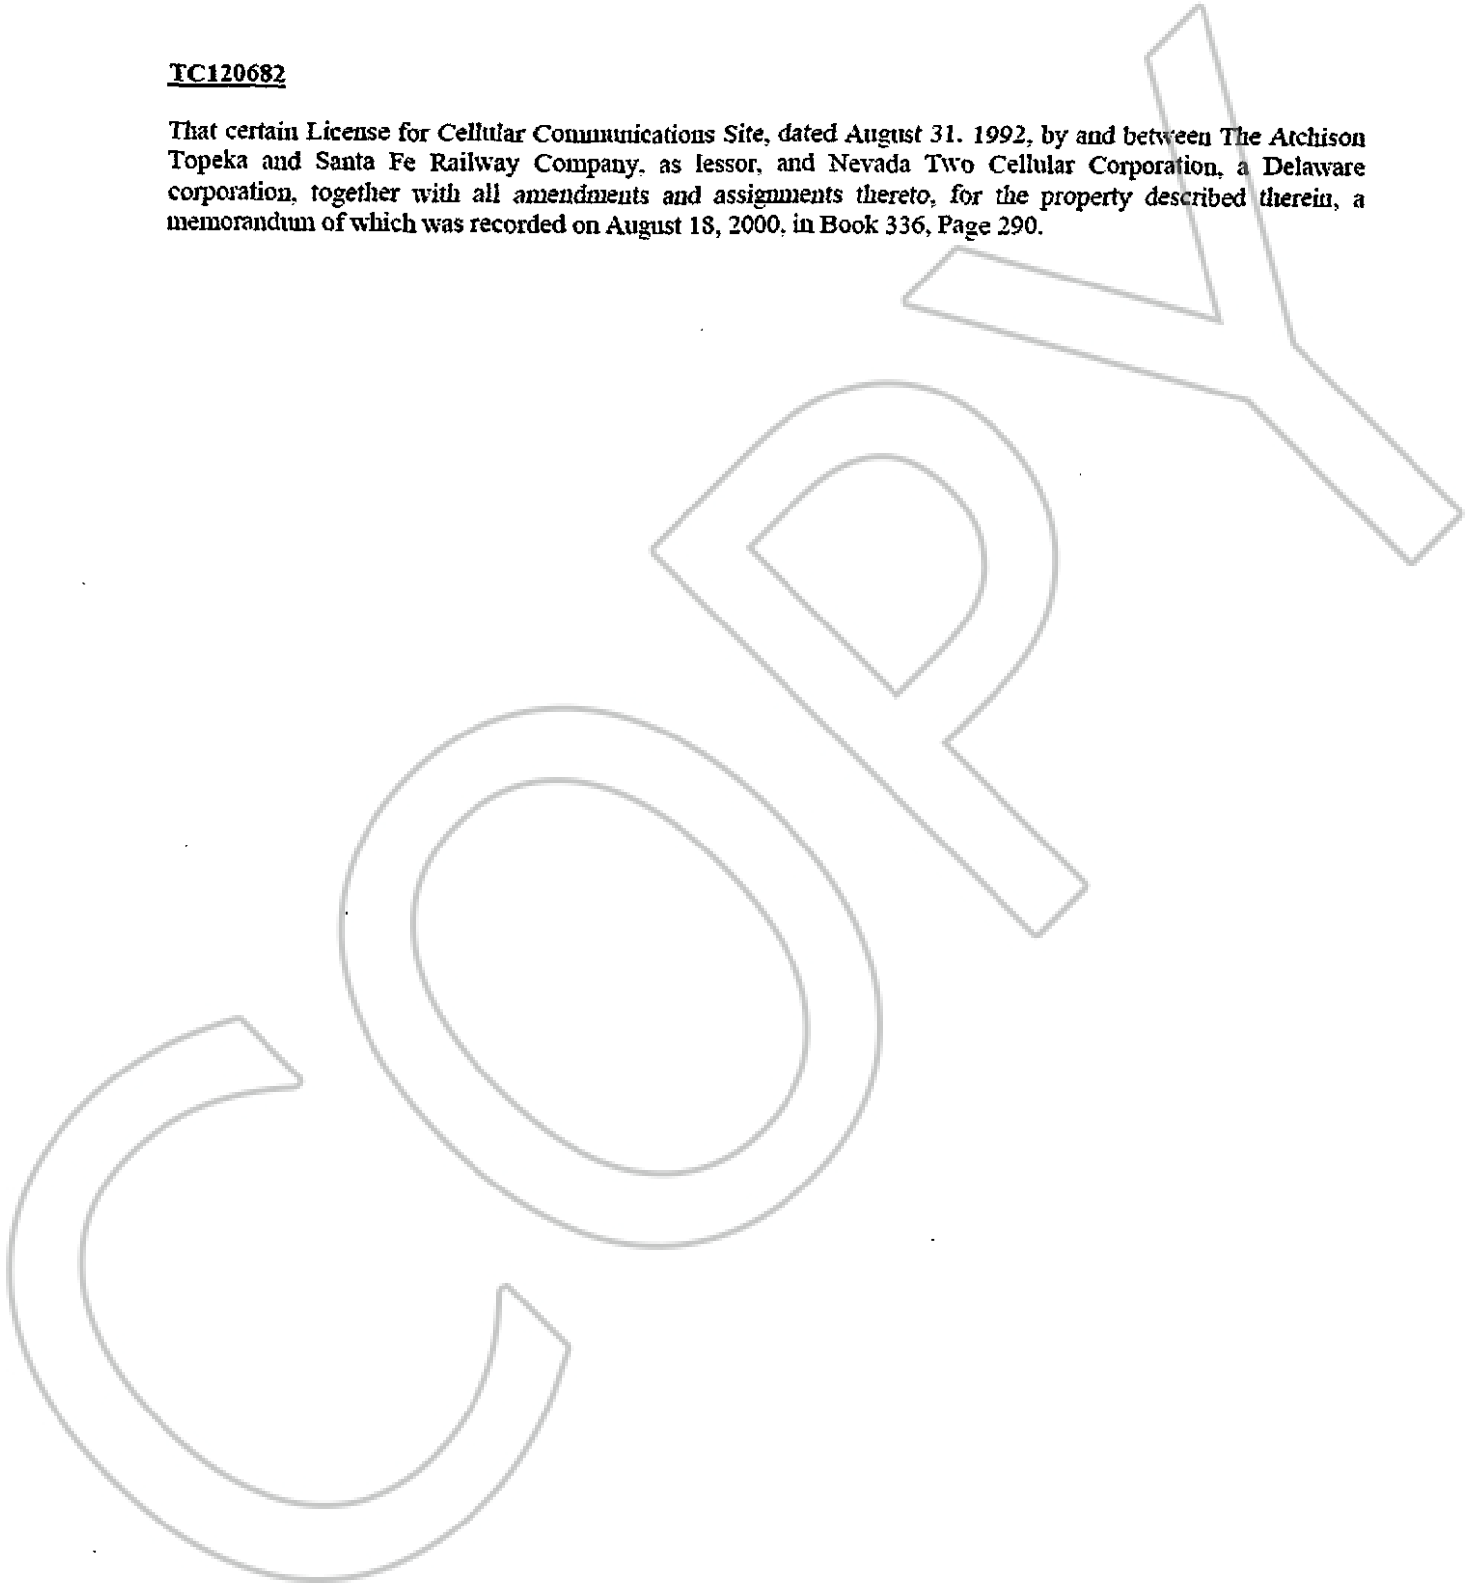 TC120682
That certain License for Cellular Communications Site, dated August 31. 1992, by and between The Atchison
Topeka and Santa Fe Railway Company, as lessor, and Nevada Two Cellular Corporation, a Delaware
corporation, together with all amendments and assignments thereto, for the property described therein, a
memorandum of which was recorded on August 18, 2000, in Book 336, Page 290.
COPY